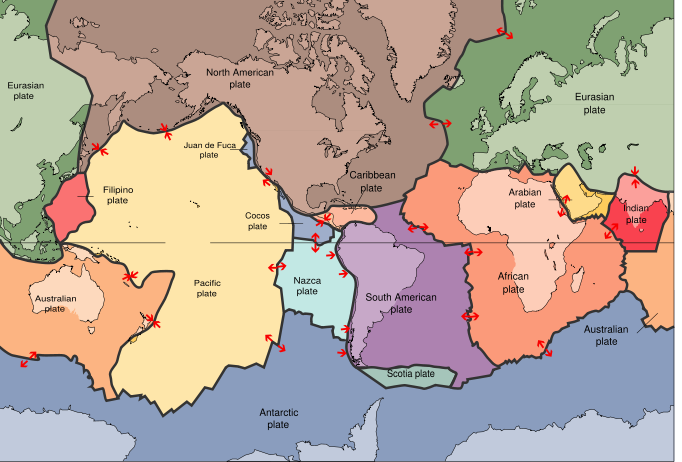 Eurasian
plate
North American
plate
Eurasian
plate
Juan de Fuca
plate
Caribbean
plate
Filipino
plate
Arabian
plate
Indian
plate
Cocos
plate
Pacific
plate
Nazca
plate
African
plate
Australian
plate
South American
plate
Australian
plate
Scotia plate
Antarctic
plate